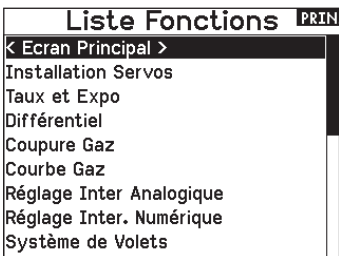 Liste Fonctions PRIN
< Ecran Principal >
Installation Servos
Taux et Expo
Différentiel
Coupure Gaz
Courbe Gaz
Réglage Inter Analogique
Réglage Inter. Numérique
Système de Volets